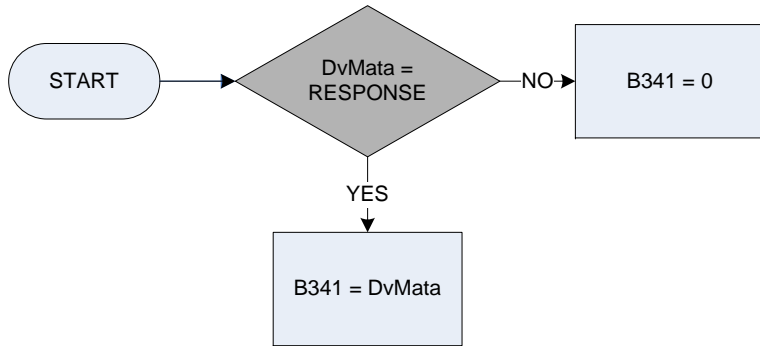 START
DvMata =
RESPONSE
NO
B341 = 0
YES
B341 = DvMata